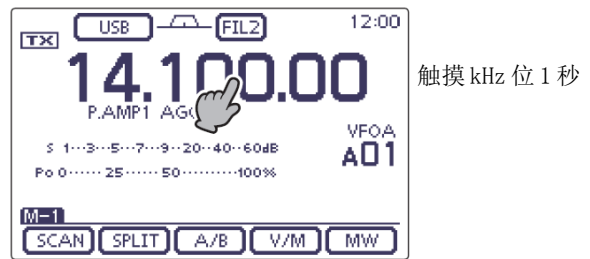 USB FIL2 12:00
TX
14.100.00
触摸 kHz 位 1 秒
P.AMP1 AG
VFOA
S 1···3···5···7···9···20···40···60dB
A01
Po 0······ 25 ······ 50 ··········100%
M-1
SCAN SPLIT A/B V/M MW